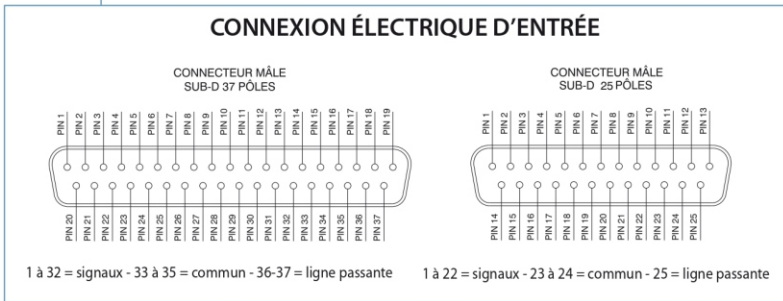 CONNEXION ÉLECTRIQUE D’ENTRÉE
CONNECTEUR MÂLE
SUB-D 37 PÔLES
PIN 1 PIN 2 PIN 3 PIN 4 PIN 5 PIN 6 PIN 7 PIN 8 PIN 9 PIN 10 PIN 11 PIN 12 PIN 13 PIN 14 PIN 15 PIN 16 PIN 17 PIN 18 PIN 19
PIN 20 PIN 21 PIN 22 PIN 23 PIN 24 PIN 25 PIN 26 PIN 27 PIN 28 PIN 29 PIN 30 PIN 31 PIN 32 PIN 33 PIN 34 PIN 35 PIN 36 PIN 37
1 à 32 = signaux - 33 à 35 = commun - 36-37 = ligne passante
CONNECTEUR MÂLE
SUB-D 25 PÔLES
PIN 1 PIN 2 PIN 3 PIN 4 PIN 5 PIN 6 PIN 7 PIN 8 PIN 9 PIN 10 PIN 11 PIN 12 PIN 13
PIN 14 PIN 15 PIN 16 PIN 17 PIN 18 PIN 19 PIN 20 PIN 21 PIN 22 PIN 23 PIN 24 PIN 25
1 à 22 = signaux - 23 à 24 = commun - 25 = ligne passante